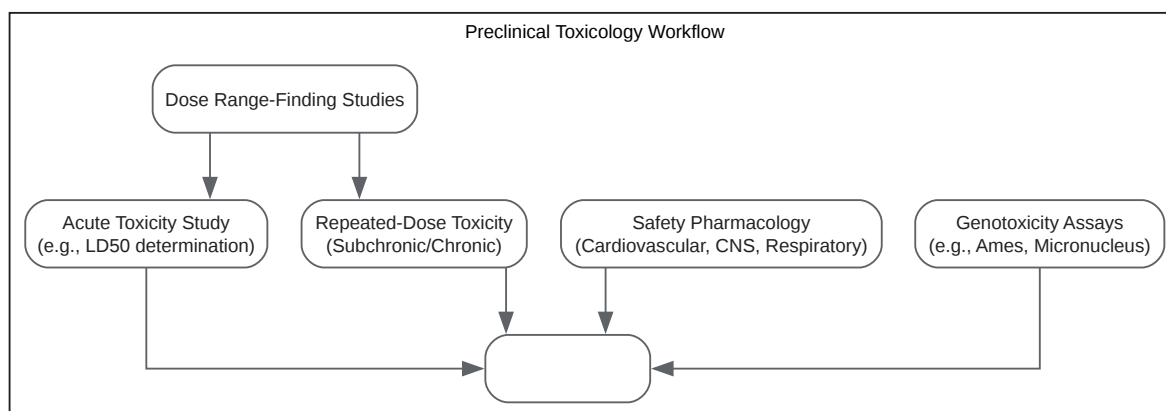 Preclinical Toxicology Workflow
Dose Range-Finding Studies
Acute Toxicity Study
(e.g., LD50 determination)
Repeated-Dose Toxicity
(Subchronic/Chronic)
Safety Pharmacology
(Cardiovascular, CNS, Respiratory)
Genotoxicity Assays
(e.g., Ames, Micronucleus)